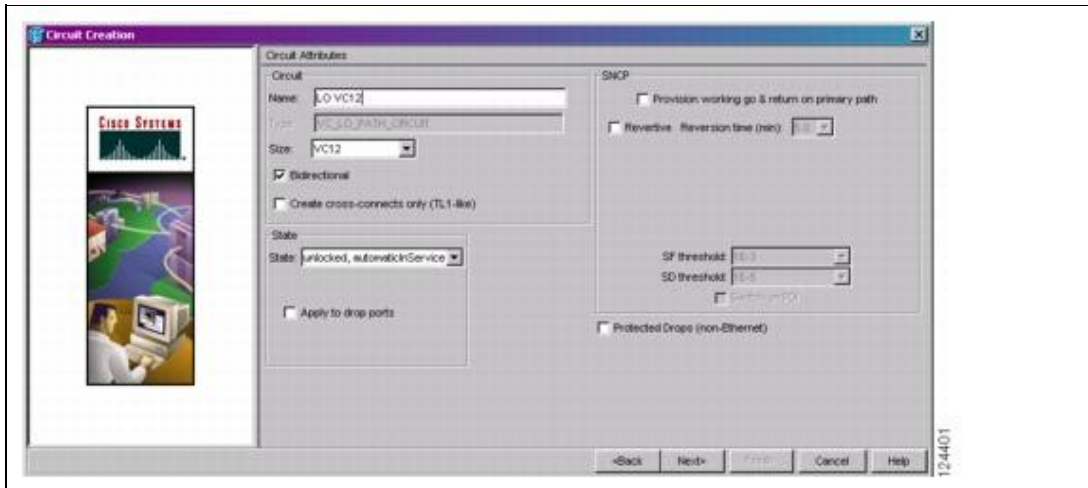 Circuit Creation
Circuit Attributes
Circuit
Name: LO VC12
Type: VC_LO_PATH_CIRCUIT
Size: VC12
Bidirectional
Create cross-connects only (TL1-like)
State
State: unlocked, automaticInService
Apply to drop ports
SNCP
Provision working go & return on primary path
Revertive Reversion time (min):
SF threshold:
SD threshold:
Protected Drops (non-Ethernet)
CISCO SYSTEMS
<Back
Next>
Cancel
Help
124401